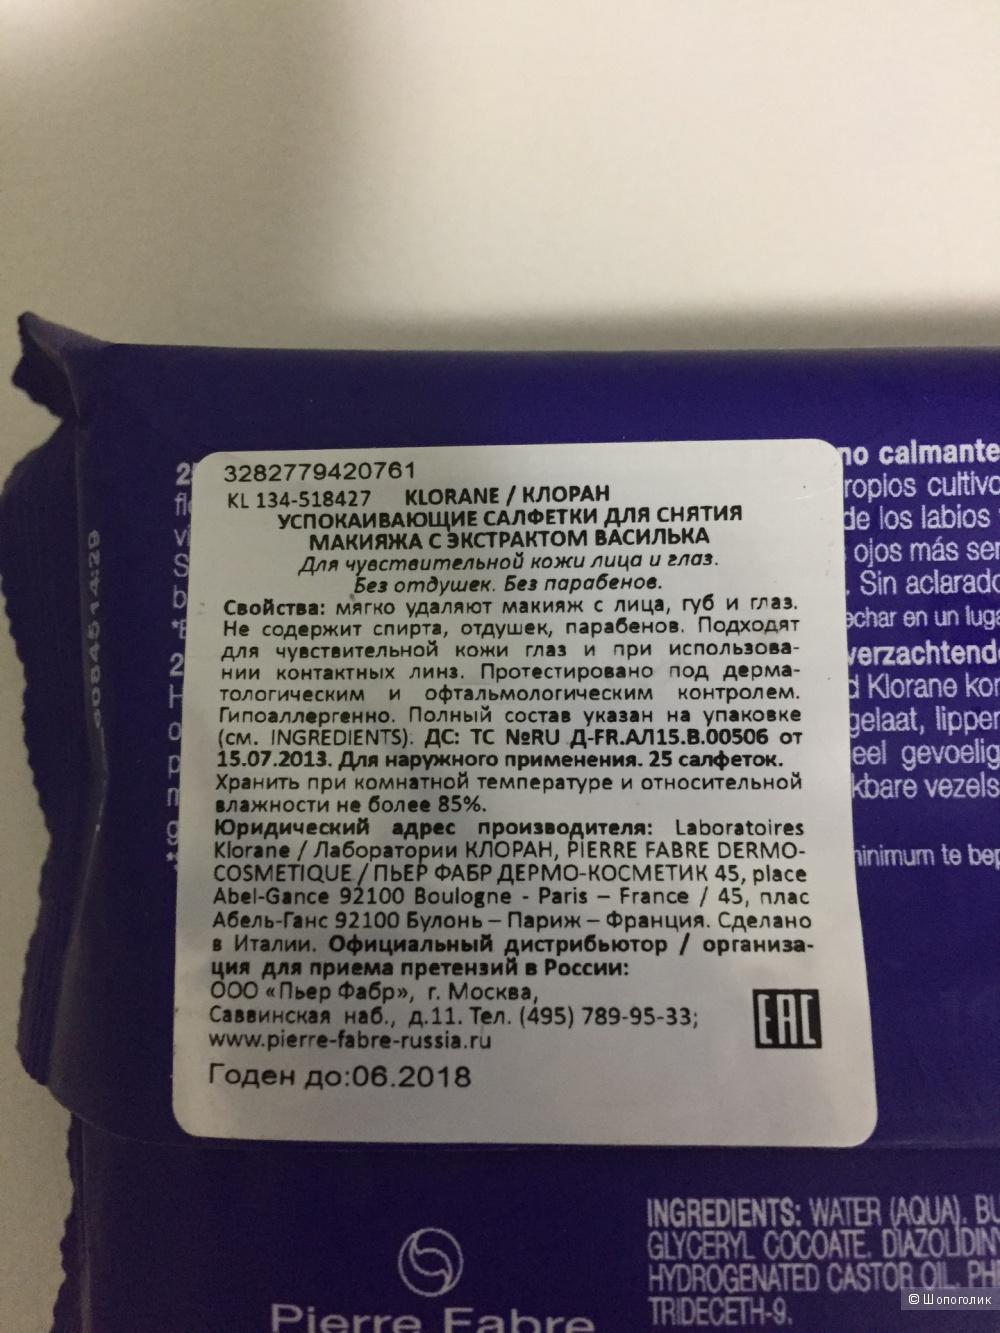 3282779420761
KL 134-518427 KLORANE / КЛОРАН
УСПОКАИВАЮЩИЕ САЛФЕТКИ ДЛЯ СНЯТИЯ
МАКИЯЖА С ЭКСТРАКТОМ ВАСИЛЬКА
Для чувствительной кожи лица и глаз.
Без отдушек. Без парабенов.
Свойства: мягко удаляют макияж с лица, губ и глаз.
Не содержит спирта, отдушек, парабенов. Подходят
для чувствительной кожи глаз и при использова-
нии контактных линз. Протестировано под дерма-
тологическим и офтальмологическим контролем.
Гипоаллергенно. Полный состав указан на упаковке
(см. INGREDIENTS). ДС: ТС №RU Д-FR.АЛ15.В.00506 от
15.07.2013. Для наружного применения. 25 салфеток.
Хранить при комнатной температуре и относительной
влажности не более 85%.
Юридический адрес производителя: Laboratoires
Klorane / Лаборатории КЛОРАН, PIERRE FABRE DERMO-
COSMETIQUE / ПЬЕР ФАБР ДЕРМО-КОСМЕТИК 45, place
Abel-Gance 92100 Boulogne - Paris – France / 45, плас
Абель-Ганс 92100 Булонь – Париж – Франция. Сделано
в Италии. Официальный дистрибьютор / организа-
ция для приема претензий в России:
ООО «Пьер Фабр», г. Москва,
Саввинская наб., д.11. Тел. (495) 789-95-33;
www.pierre-fabre-russia.ru
EAC
Годен до:06.2018
no calmante
ropios cultivo
de los labios
ojos más ser
. Sin aclarado
echar en un luga
verzachtende
d Klorane kor
gelaat, lipper
eel gevoelig
kbare vezels
minimum te bep
INGREDIENTS: WATER (AQUA). BU
GLYCERYL COCOATE. DIAZOLIDIN
HYDROGENATED CASTOR OIL. PH
TRIDECETH-9.
Pierre Fabre
© Шопоголик